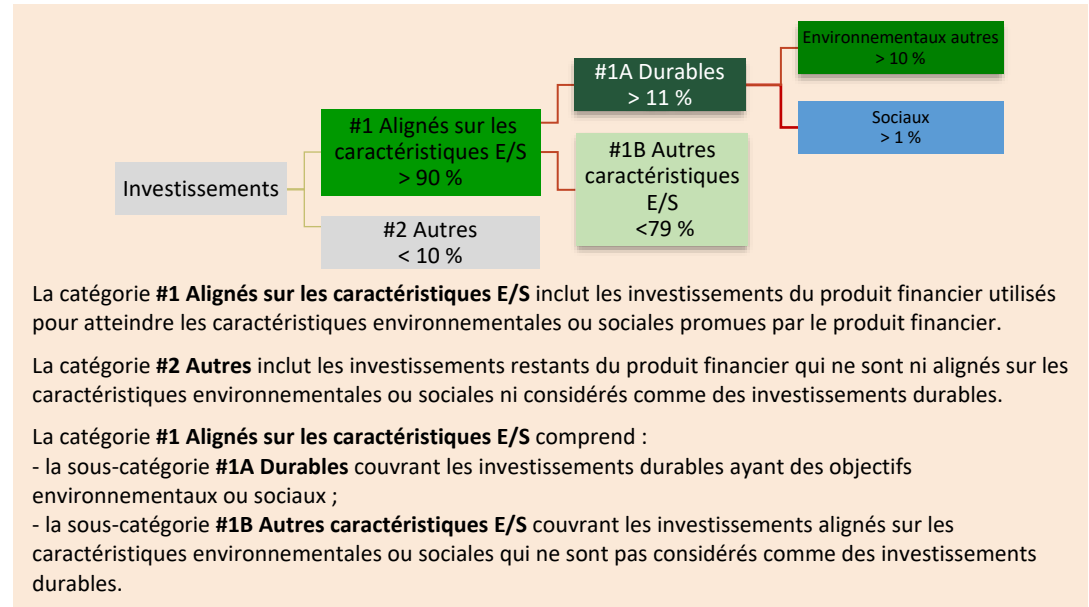 Investissements
#1 Alignés sur les
caractéristiques E/S
> 90 %
#2 Autres
< 10 %
#1A Durables
> 11 %
#1B Autres
caractéristiques
E/S
<79 %
Environnementaux autres
> 10 %
Sociaux
> 1 %
La catégorie #1 Alignés sur les caractéristiques E/S inclut les investissements du produit financier utilisés
pour atteindre les caractéristiques environnementales ou sociales promues par le produit financier.
La catégorie #2 Autres inclut les investissements restants du produit financier qui ne sont ni alignés sur les
caractéristiques environnementales ou sociales ni considérés comme des investissements durables.
La catégorie #1 Alignés sur les caractéristiques E/S comprend :
- la sous-catégorie #1A Durables couvrant les investissements durables ayant des objectifs
environnementaux ou sociaux ;
- la sous-catégorie #1B Autres caractéristiques E/S couvrant les investissements alignés sur les
caractéristiques environnementales ou sociales qui ne sont pas considérés comme des investissements
durables.